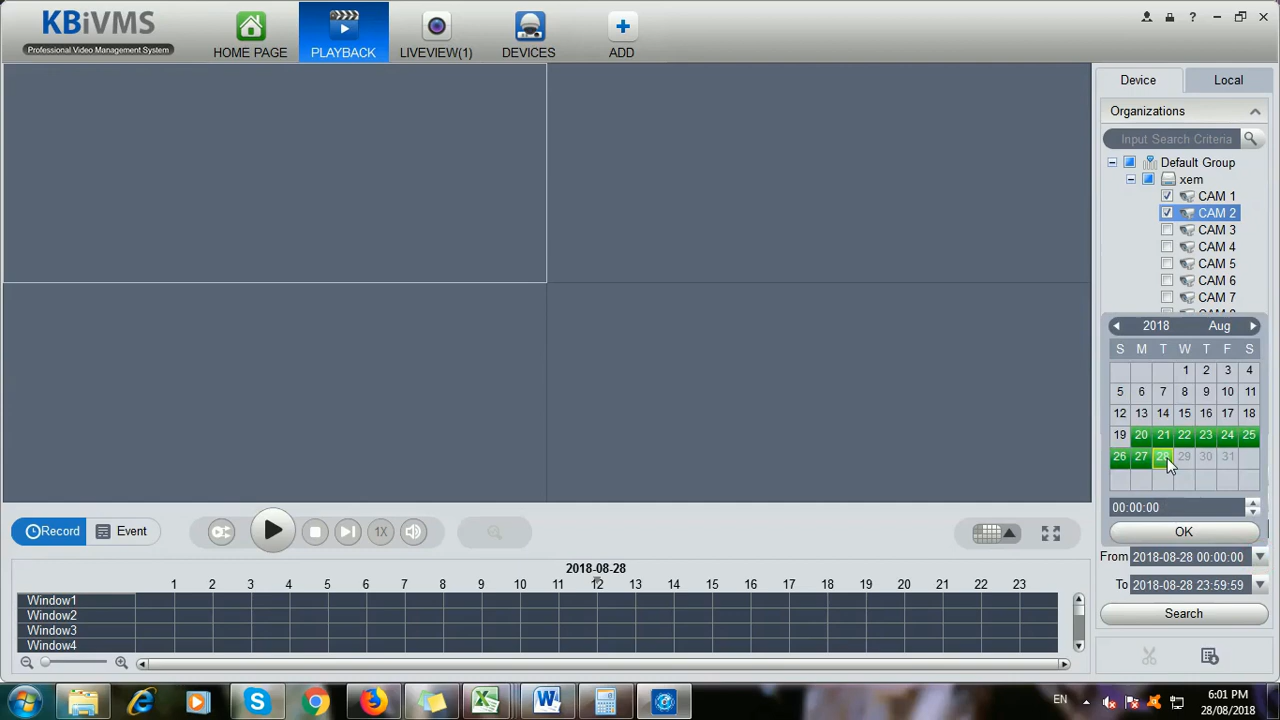 KBiVMS
Professional Video Management System
HOME PAGE
PLAYBACK
LIVEVIEW(1)
DEVICES
ADD
Device
Local
Organizations
Input Search Criteria
Default Group
xem
CAM 1
CAM 2
CAM 3
CAM 4
CAM 5
CAM 6
CAM 7
2018 Aug
S M T W T F S
1 2 3 4
5 6 7 8 9 10 11
12 13 14 15 16 17 18
19 20 21 22 23 24 25
26 27 28 29 30 31
00:00:00
OK
From 2018-08-28 00:00:00
To 2018-08-28 23:59:59
Search
Record
Event
1X
2018-08-28
1 2 3 4 5 6 7 8 9 10 11 12 13 14 15 16 17 18 19 20 21 22 23
Window1
Window2
Window3
Window4
EN
6:01 PM
28/08/2018